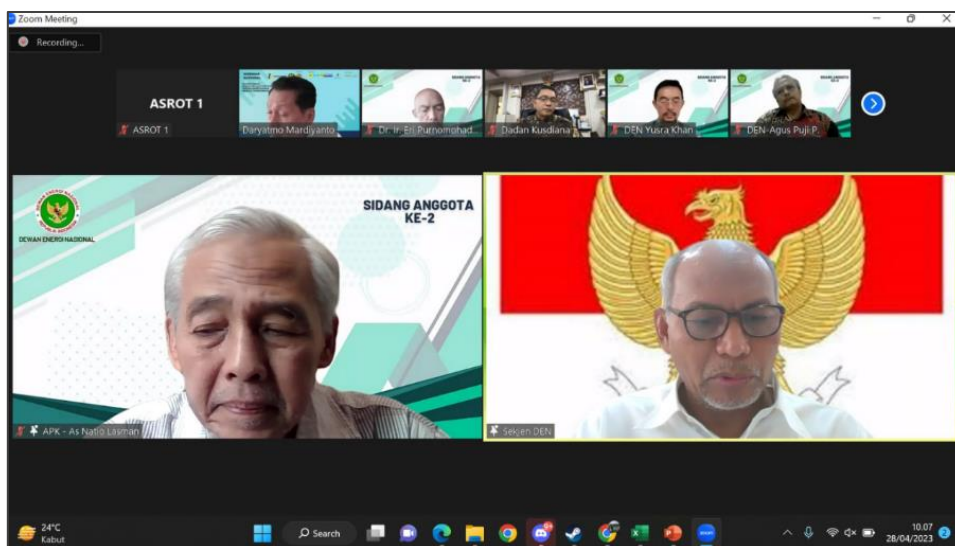 Zoom Meeting
Recording...
ASROT 1
ASROT 1
Daryatmo Mardiyanto
Dr. Ir. Eri Purnomohad...
Dadan Kusdiana
DEN Yusra Khan
DEN-Agus Puji P.
DEWAN ENERGI NASIONAL
SIDANG ANGGOTA
KE-2
APK - As Natio Lasman
Sekjen DEN
24°C
Kabut
Search
10.07
28/04/2023
2